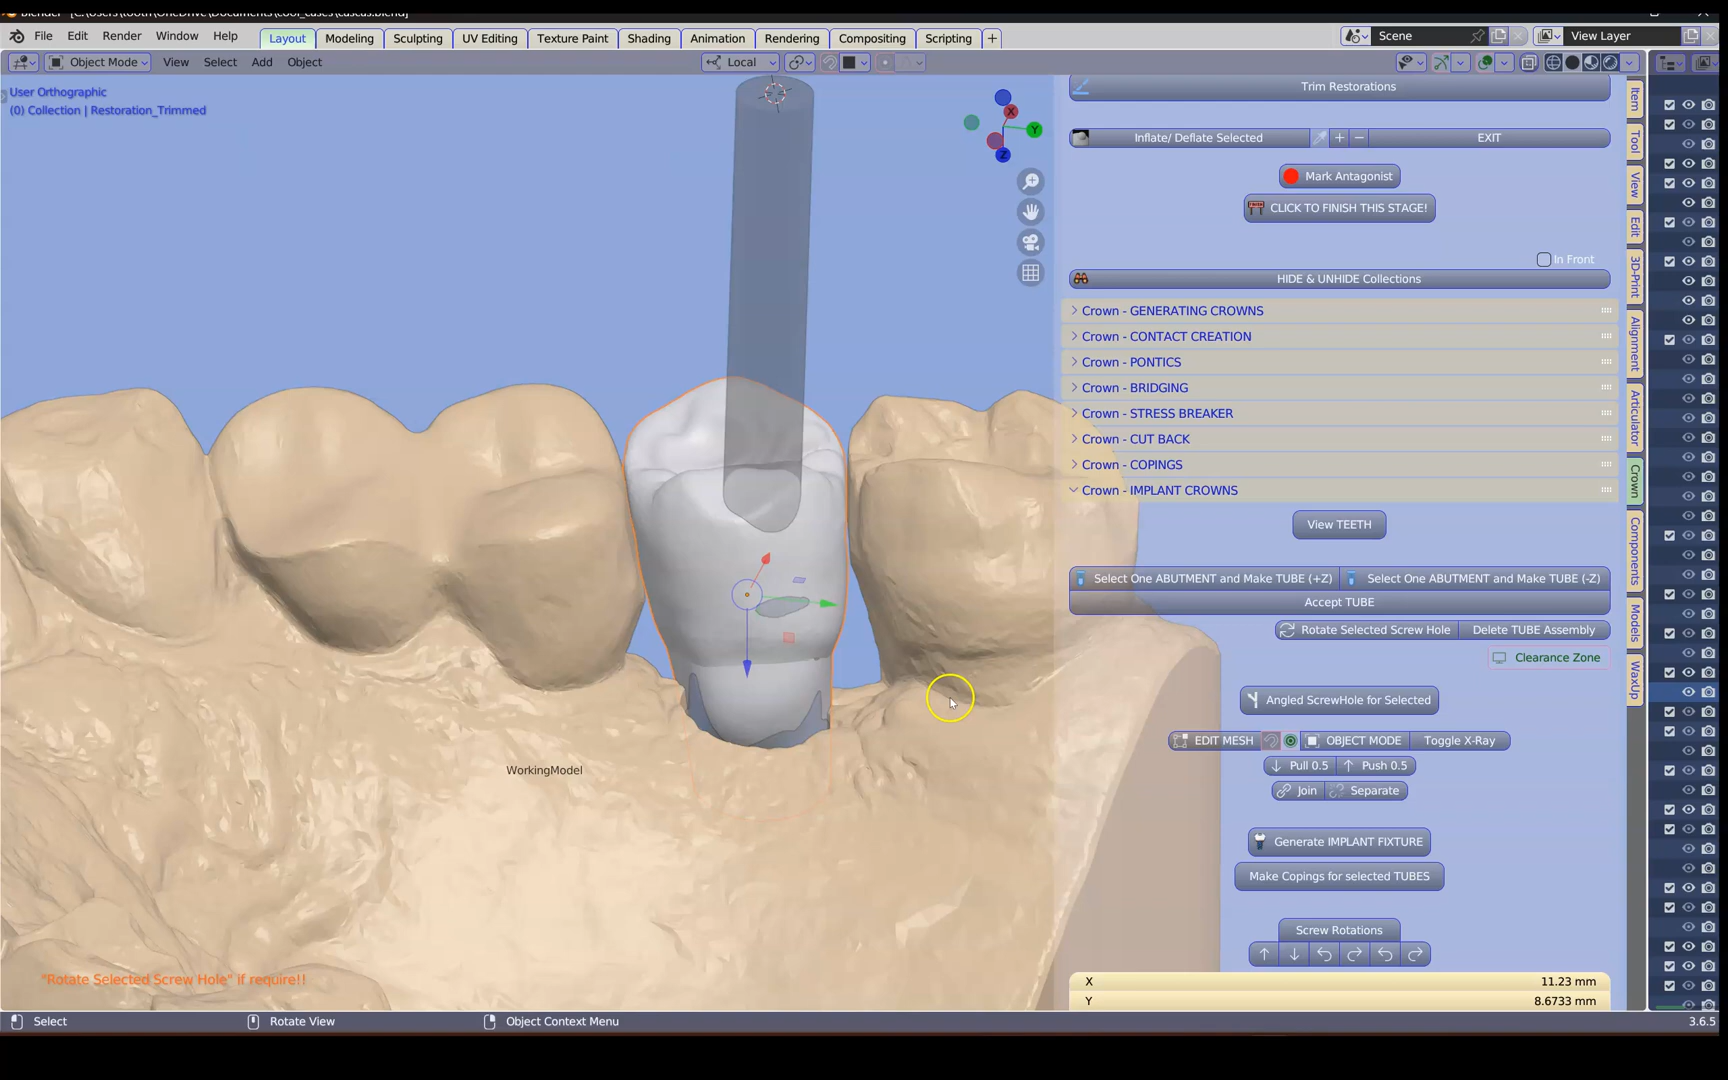 Blender [C:\Users\tooth\OneDrive\Documents\cool_cases\cascas.blend]
File Edit Render Window Help
Layout Modeling Sculpting UV Editing Texture Paint Shading Animation Rendering Compositing Scripting +
Scene
View Layer
Object Mode View Select Add Object
Local
User Orthographic
(0) Collection | Restoration_Trimmed
X
Y
Z
Trim Restorations
Inflate/ Deflate Selected + − EXIT
Mark Antagonist
CLICK TO FINISH THIS STAGE!
In Front
HIDE & UNHIDE Collections
Crown - GENERATING CROWNS
Crown - CONTACT CREATION
Crown - PONTICS
Crown - BRIDGING
Crown - STRESS BREAKER
Crown - CUT BACK
Crown - COPINGS
Crown - IMPLANT CROWNS
View TEETH
Select One ABUTMENT and Make TUBE (+Z) Select One ABUTMENT and Make TUBE (-Z)
Accept TUBE
Rotate Selected Screw Hole Delete TUBE Assembly
Clearance Zone
Angled ScrewHole for Selected
EDIT MESH OBJECT MODE Toggle X-Ray
Pull 0.5 Push 0.5
Join Separate
Generate IMPLANT FIXTURE
Make Copings for selected TUBES
Screw Rotations
X 11.23 mm
Y 8.6733 mm
Item
Tool
View
Edit
3D-Print
Alignment
Articulator
Crown
Components
Models
WaxUp
WorkingModel
"Rotate Selected Screw Hole" if require!!
Select Rotate View Object Context Menu 3.6.5